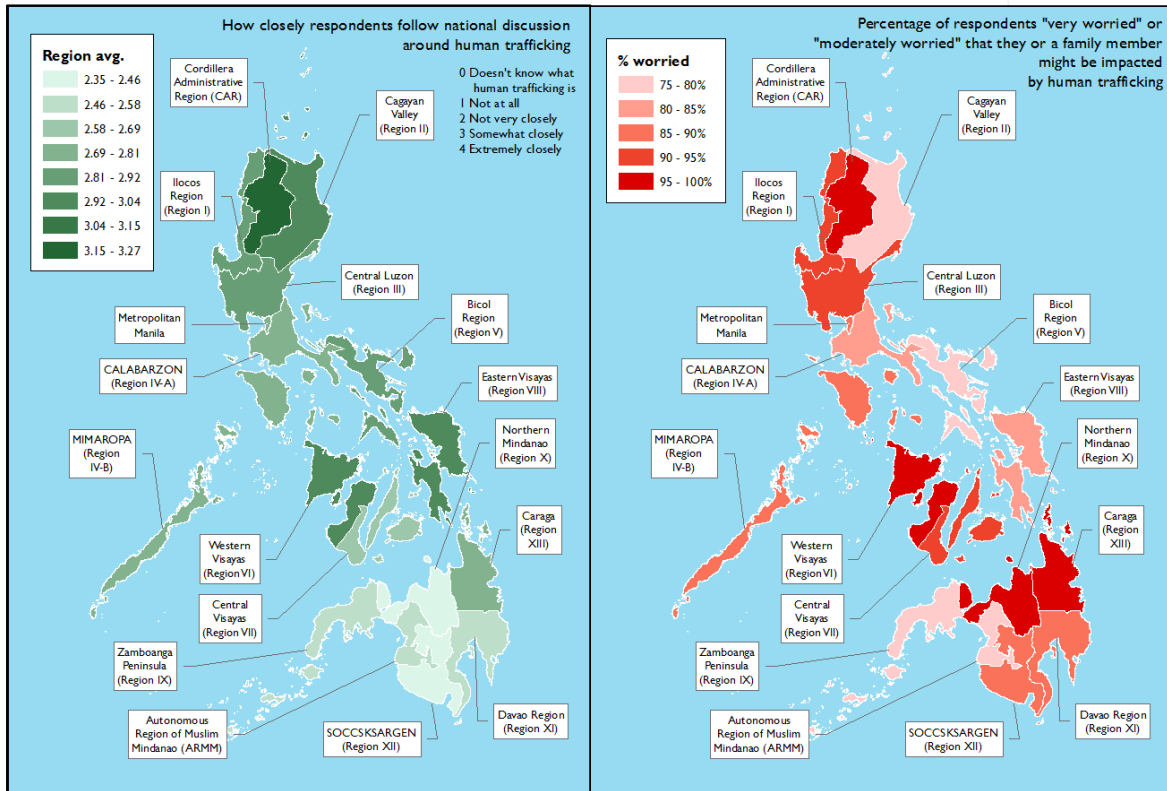 How closely respondents follow national discussion
around human trafficking
Region avg.
2.35 - 2.46
2.46 - 2.58
2.58 - 2.69
2.69 - 2.81
2.81 - 2.92
2.92 - 3.04
3.04 - 3.15
3.15 - 3.27
0 Doesn't know what
human trafficking is
1 Not at all
2 Not very closely
3 Somewhat closely
4 Extremely closely
Cordillera
Administrative
Region (CAR)
Cagayan
Valley
(Region II)
Ilocos
Region
(Region I)
Central Luzon
(Region III)
Metropolitan
Manila
Bicol
Region
(Region V)
CALABARZON
(Region IV-A)
Eastern Visayas
(Region VIII)
MIMAROPA
(Region
IV-B)
Northern
Mindanao
(Region X)
Caraga
(Region
XIII)
Western
Visayas
(Region VI)
Central
Visayas
(Region VII)
Zamboanga
Peninsula
(Region IX)
Autonomous
Region of Muslim
Mindanao (ARMM)
SOCCSKSARGEN
(Region XII)
Davao Region
(Region XI)
Percentage of respondents "very worried" or
"moderately worried" that they or a family member
might be impacted
by human trafficking
% worried
75 - 80%
80 - 85%
85 - 90%
90 - 95%
95 - 100%
Cordillera
Administrative
Region (CAR)
Cagayan
Valley
(Region II)
Ilocos
Region
(Region I)
Central Luzon
(Region III)
Metropolitan
Manila
Bicol
Region
(Region V)
CALABARZON
(Region IV-A)
Eastern Visayas
(Region VIII)
MIMAROPA
(Region
IV-B)
Northern
Mindanao
(Region X)
Caraga
(Region
XIII)
Western
Visayas
(Region VI)
Central
Visayas
(Region VII)
Zamboanga
Peninsula
(Region IX)
Autonomous
Region of Muslim
Mindanao (ARMM)
SOCCSKSARGEN
(Region XII)
Davao Region
(Region XI)